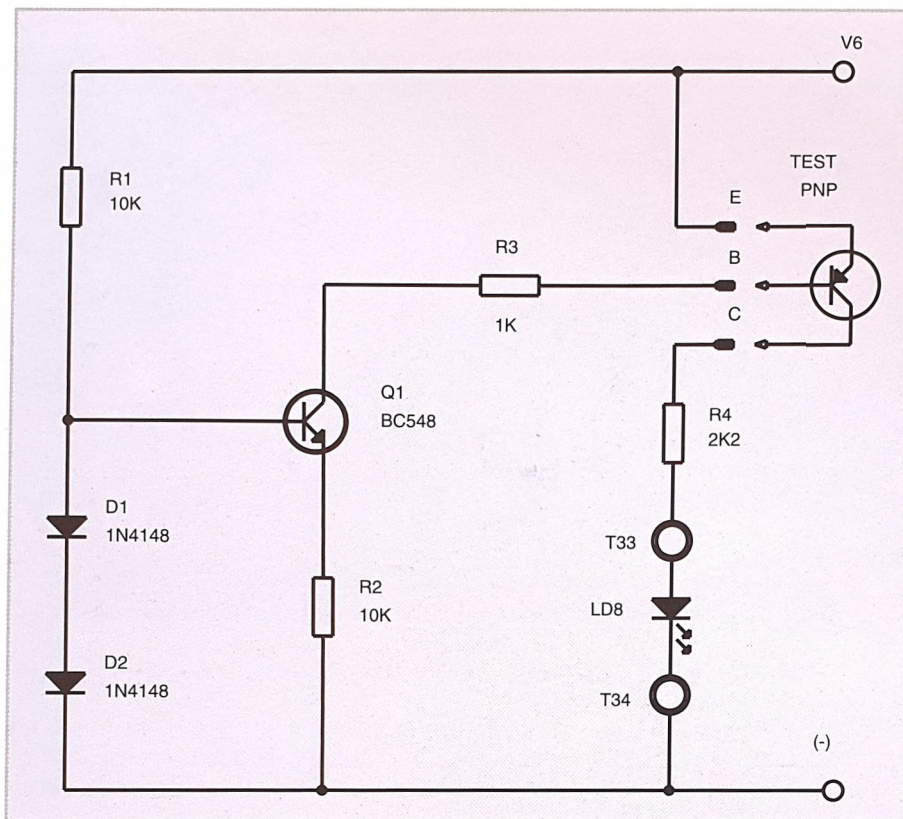 V6
TEST
PNP
R1
10K
E
R3
B
1K
C
Q1
BC548
R4
2K2
D1
1N4148
T33
R2
10K
LD8
D2
1N4148
T34
(-)